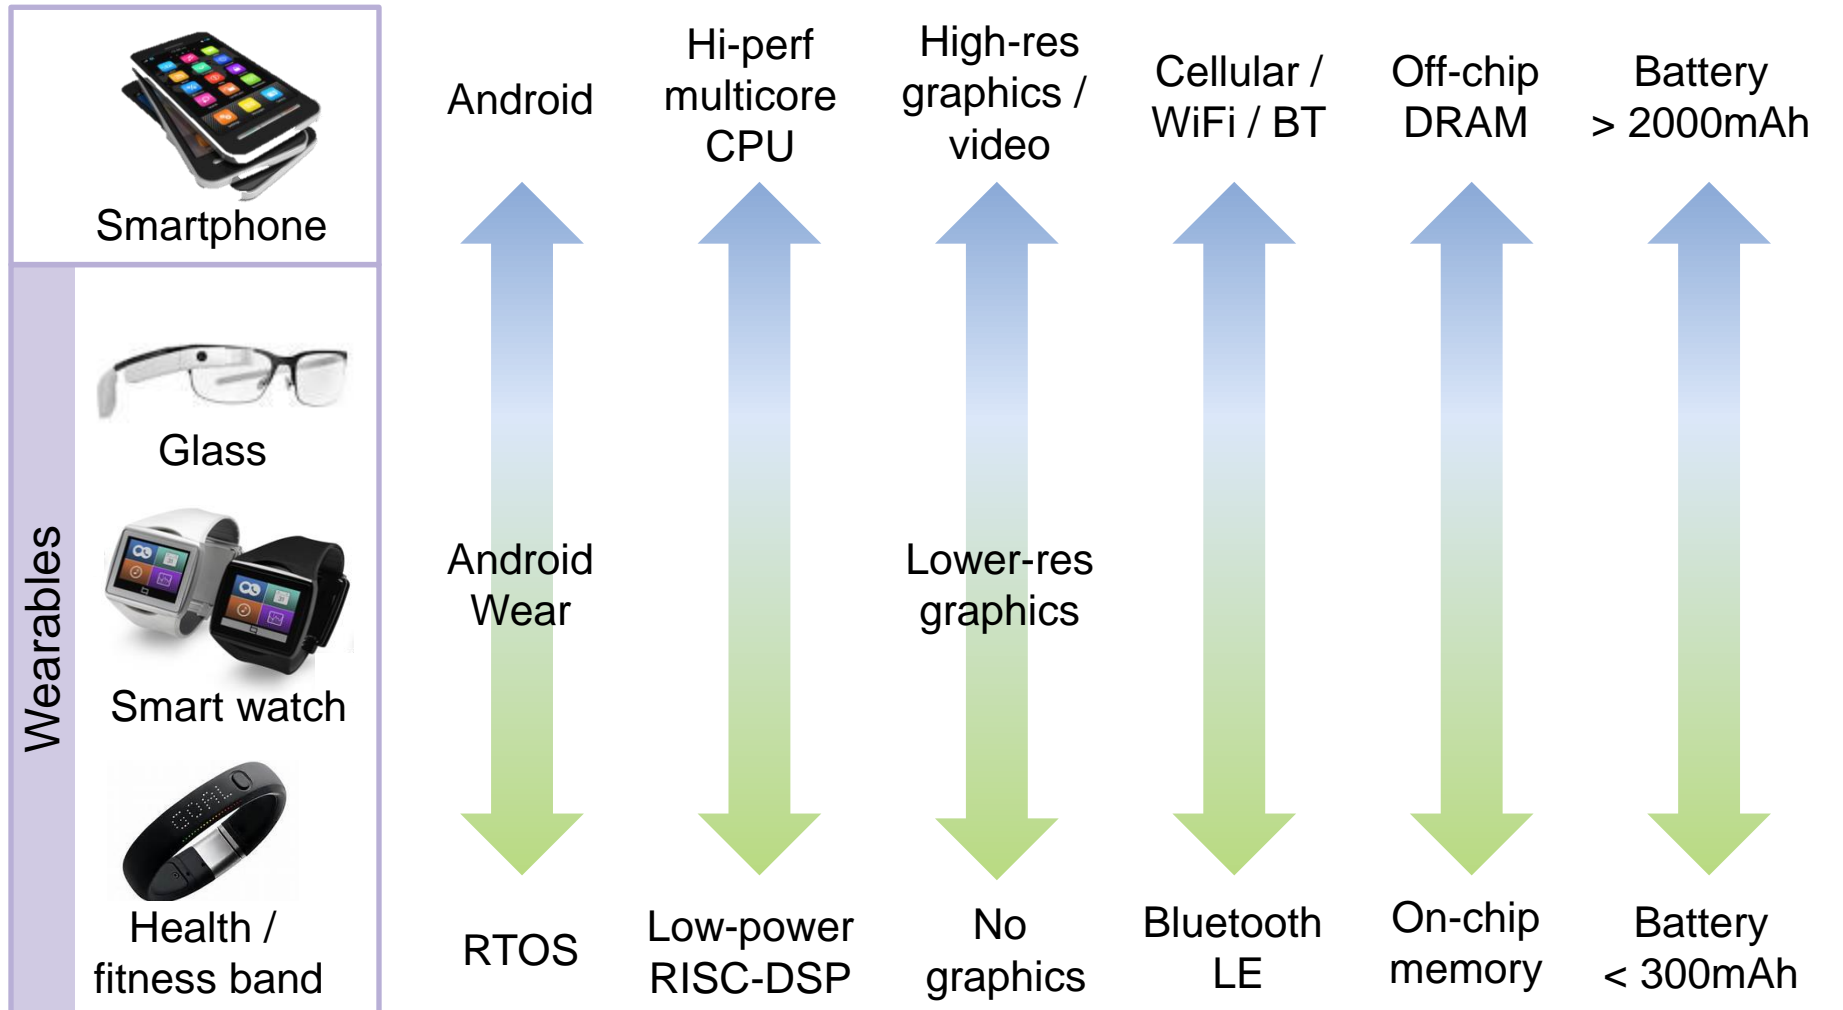 Smartphone
Android
Hi-perf
multicore
CPU
High-res
graphics /
video
Cellular /
WiFi / BT
Off-chip
DRAM
Battery
> 2000mAh
Wearables
Glass
Smart watch
Android
Wear
Lower-res
graphics
GOAL
Health /
fitness band
RTOS
Low-power
RISC-DSP
No
graphics
Bluetooth
LE
On-chip
memory
Battery
< 300mAh